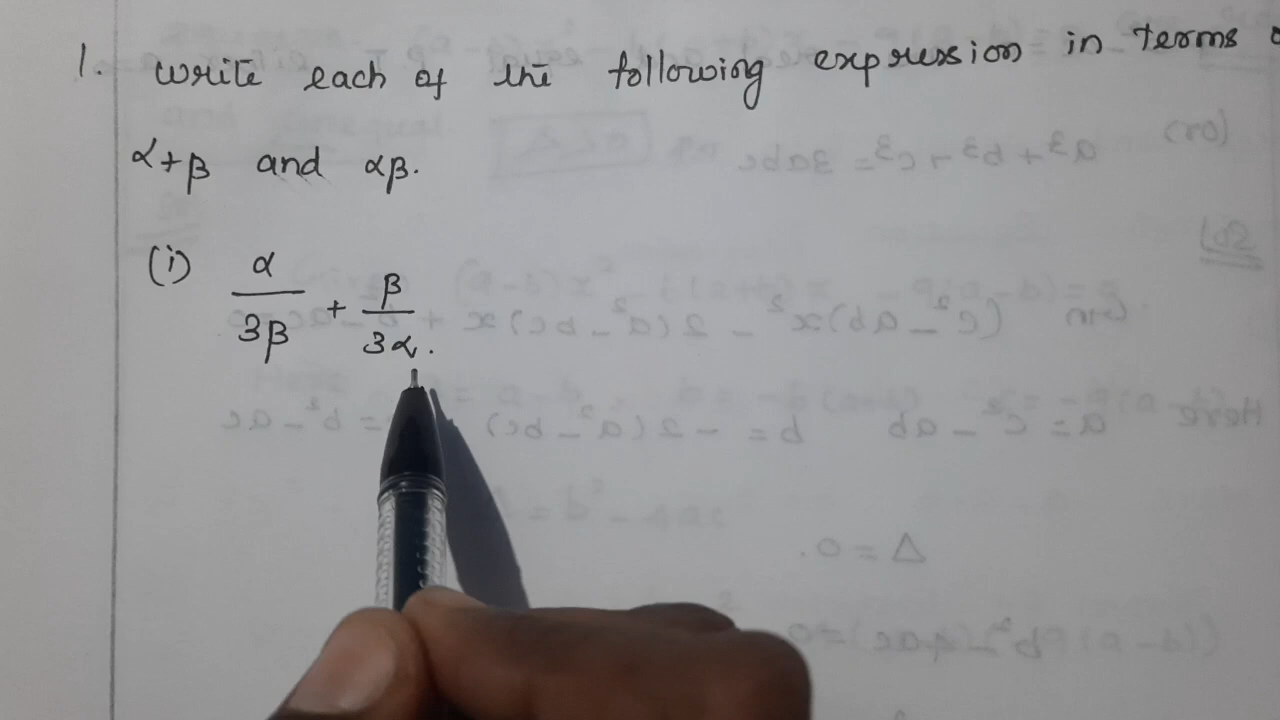 1. write each of the following expression in terms
α+β and αβ.
(i) α/3β + β/3α.